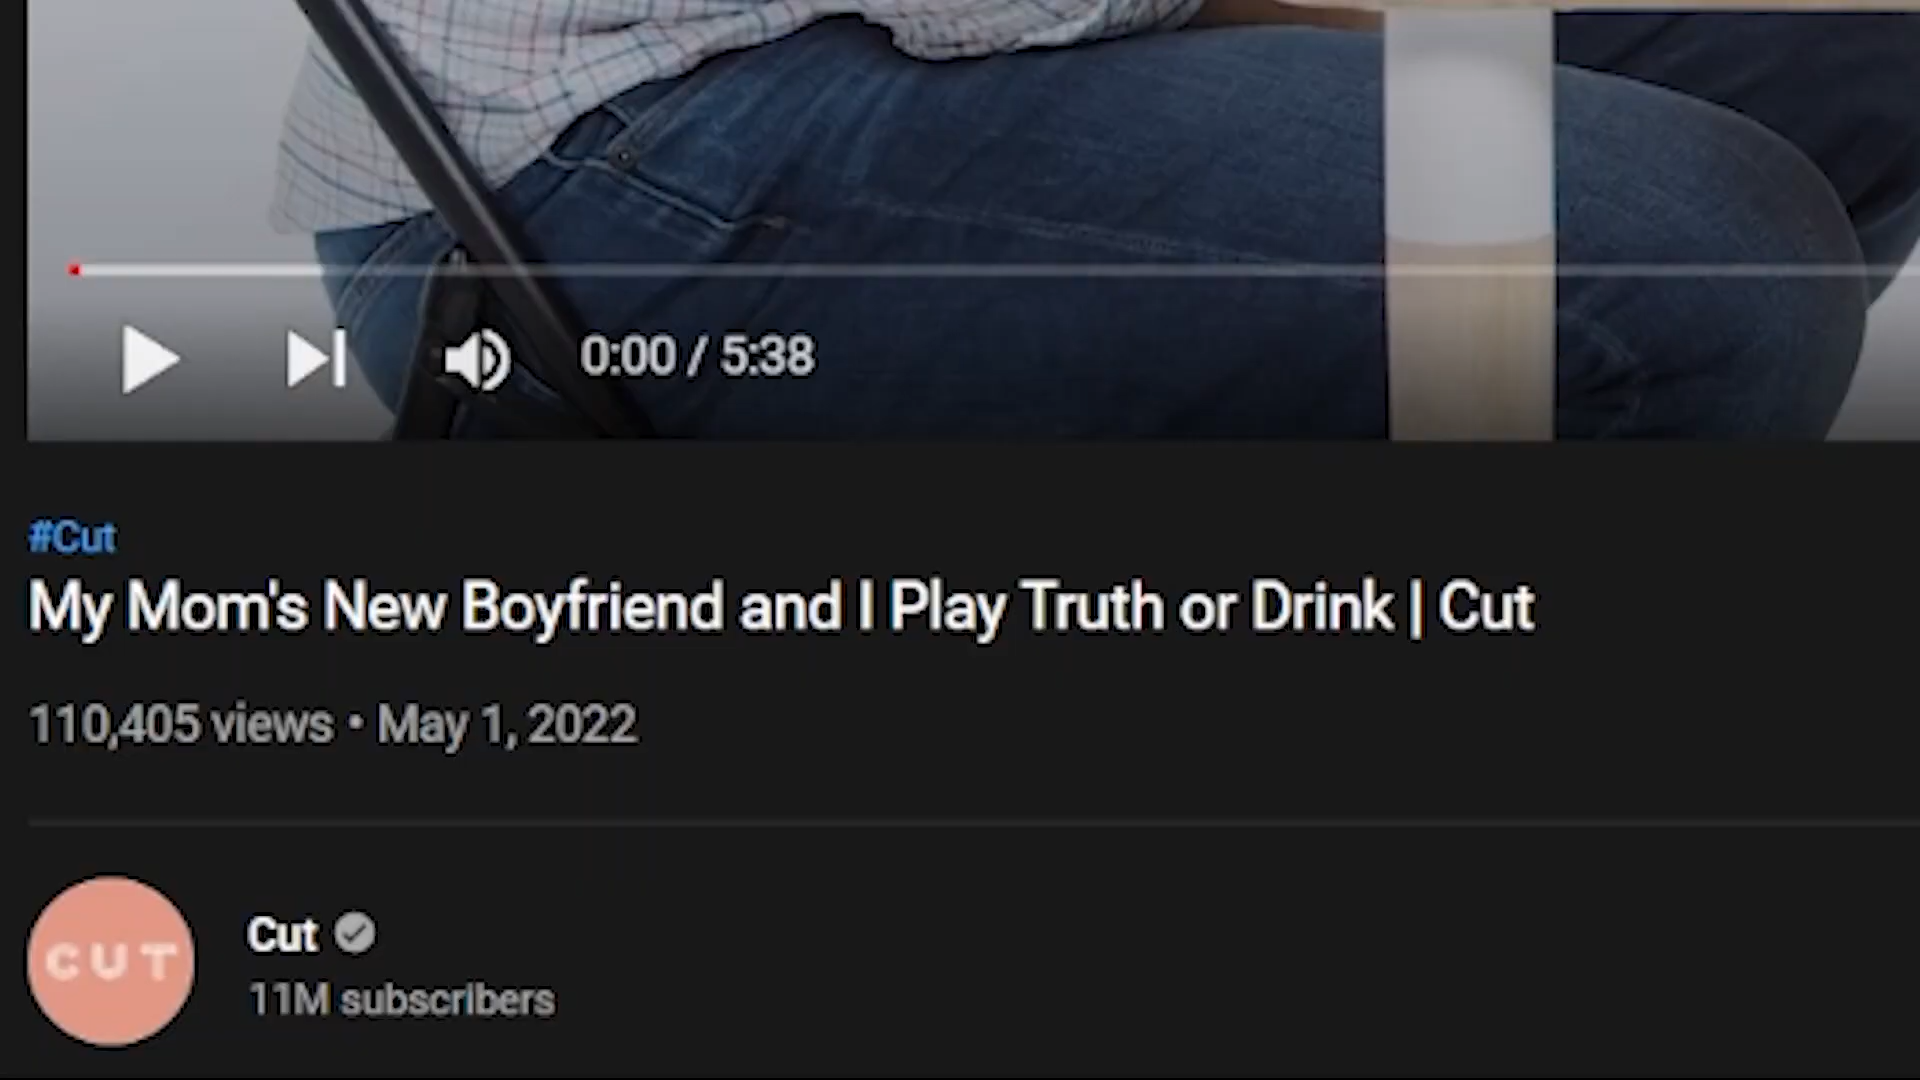 0:00 / 5:38
#Cut
My Mom's New Boyfriend and I Play Truth or Drink | Cut
110,405 views • May 1, 2022
CUT
Cut
11M subscribers